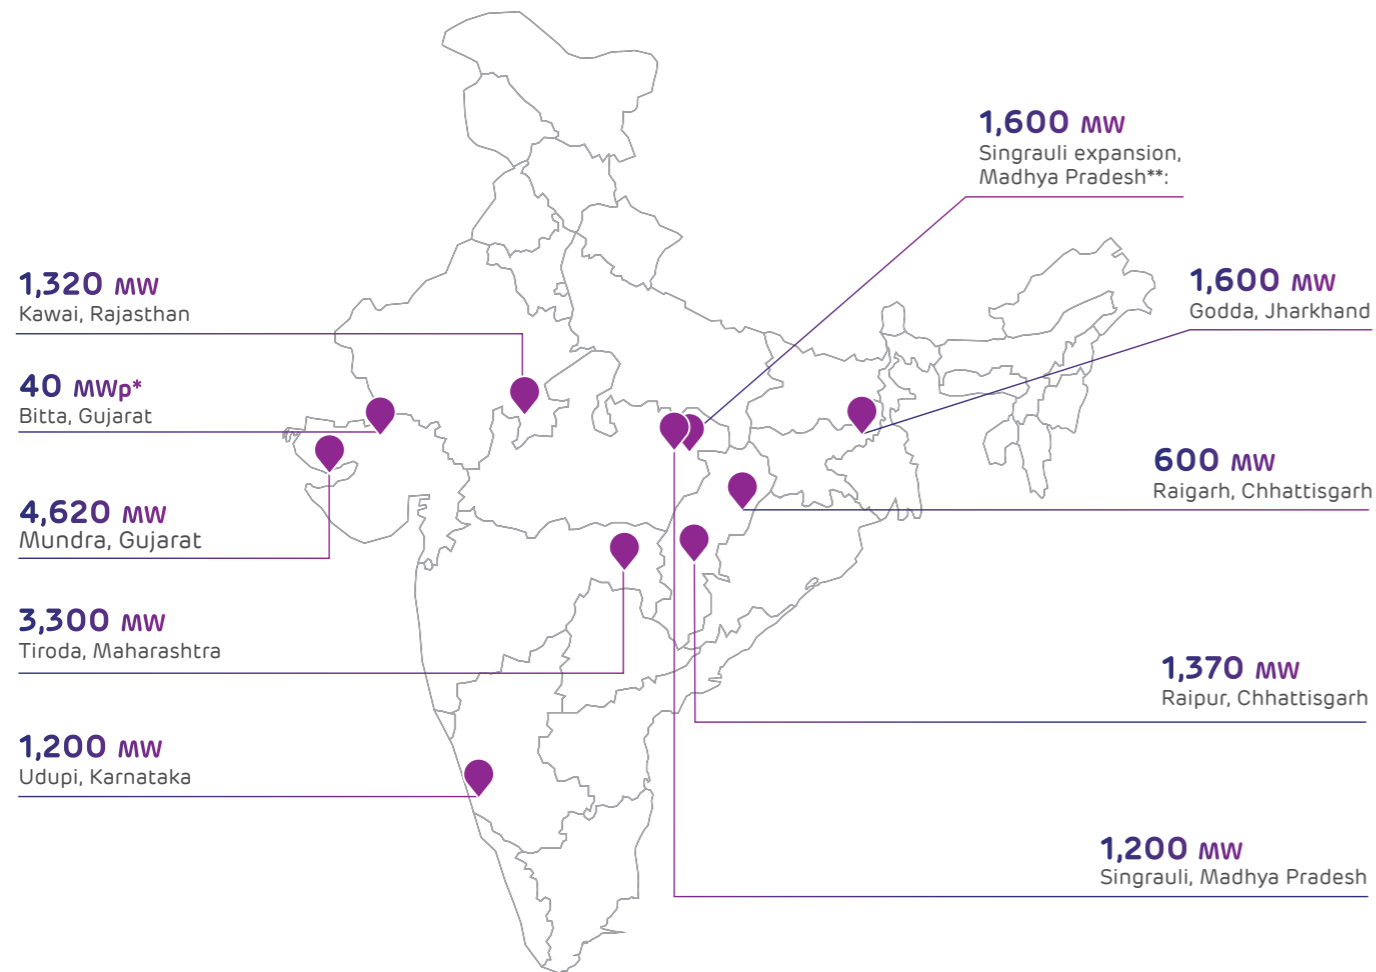 1,600 MW
Singrauli expansion,
Madhya Pradesh**:
1,320 MW
Kawai, Rajasthan
1,600 MW
Godda, Jharkhand
40 MWp*
Bitta, Gujarat
600 MW
Raigarh, Chhattisgarh
4,620 MW
Mundra, Gujarat
3,300 MW
Tiroda, Maharashtra
1,370 MW
Raipur, Chhattisgarh
1,200 MW
Udupi, Karnataka
1,200 MW
Singrauli, Madhya Pradesh